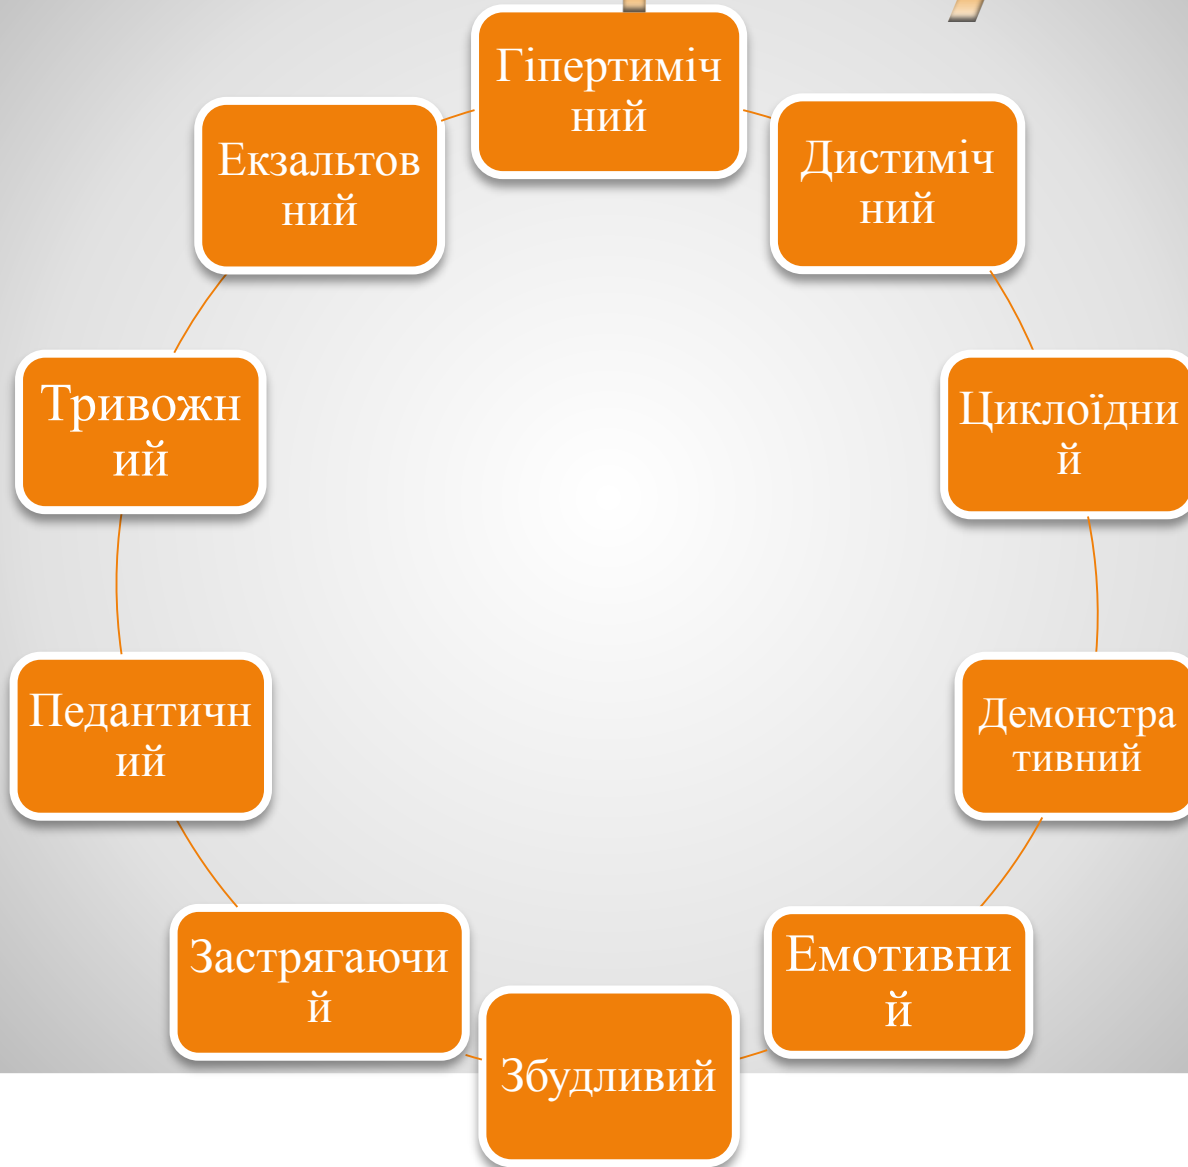 Гіпертиміч
ний
Дистиміч
ний
Циклоїдни
й
Демонстра
тивний
Емотивни
й
Збудливий
Застрягаючи
й
Педантичн
ий
Тривожн
ий
Екзальтов
ний